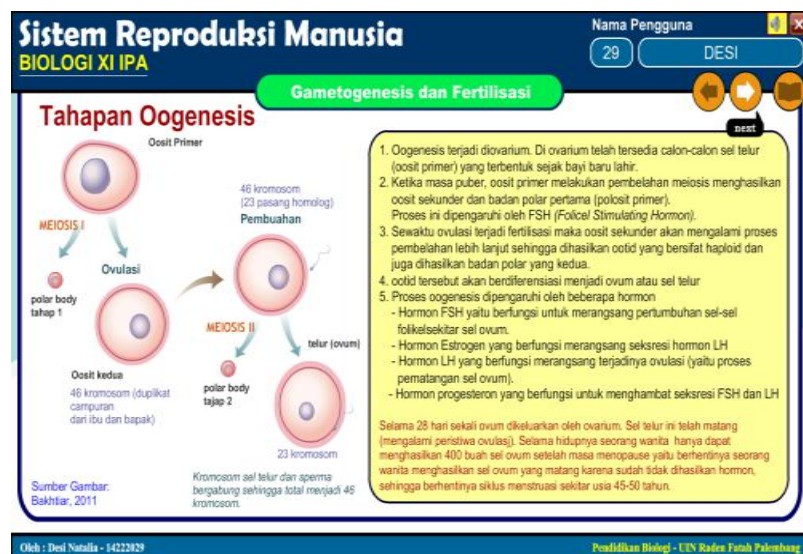 Sistem Reproduksi Manusia
BIOLOGI XI IPA
Nama Pengguna
29
DESI
Gametogenesis dan Fertilisasi
next
Tahapan Oogenesis
Oosit Primer
MEIOSIS I
polar body
tahap 1
Ovulasi
Oosit kedua
46 kromosom (duplikat
campuran
dari ibu dan bapak)
46 kromosom
(23 pasang homolog)
Pembuahan
MEIOSIS II
telur (ovum)
polar body
tajap 2
23 kromosom
Kromosom sel telur dan sperma
bergabung sehingga total menjadi 46
kromosom.
Sumber Gambar:
Bakhtiar, 2011
1. Oogenesis terjadi diovarium. Di ovarium telah tersedia calon-calon sel telur
(oosit primer) yang terbentuk sejak bayi baru lahir.
2. Ketika masa puber, oosit primer melakukan pembelahan meiosis menghasilkan
oosit sekunder dan badan polar pertama (polosit primer).
Proses ini dipengaruhi oleh FSH (Folicel Stimulating Hormon).
3. Sewaktu ovulasi terjadi fertilisasi maka oosit sekunder akan mengalami proses
pembelahan lebih lanjut sehingga dihasilkan ootid yang bersifat haploid dan
juga dihasilkan badan polar yang kedua.
4. ootid tersebut akan berdiferensiasi menjadi ovum atau sel telur
5. Proses oogenesis dipengaruhi oleh beberapa hormon
- Hormon FSH yaitu berfungsi untuk merangsang pertumbuhan sel-sel
folikelsekitar sel ovum.
- Hormon Estrogen yang berfungsi merangsang seksresi hormon LH
- Hormon LH yang berfungsi merangsang terjadinya ovulasi (yaitu proses
pematangan sel ovum).
- Hormon progesteron yang berfungsi untuk menghambat seksresi FSH dan LH
Selama 28 hari sekali ovum dikeluarkan oleh ovarium. Sel telur ini telah matang
(mengalami peristiwa ovulasi). Selama hidupnya seorang wanita hanya dapat
menghasilkan 400 buah sel ovum setelah masa menopause yaitu berhentinya seorang
wanita menghasilkan sel ovum yang matang karena sudah tidak dihasilkan hormon,
sehingga berhentinya siklus menstruasi sekitar usia 45-50 tahun.
Oleh : Desi Natalia - 14222029
Pendidikan Biologi - UIN Raden Fatah Palembang